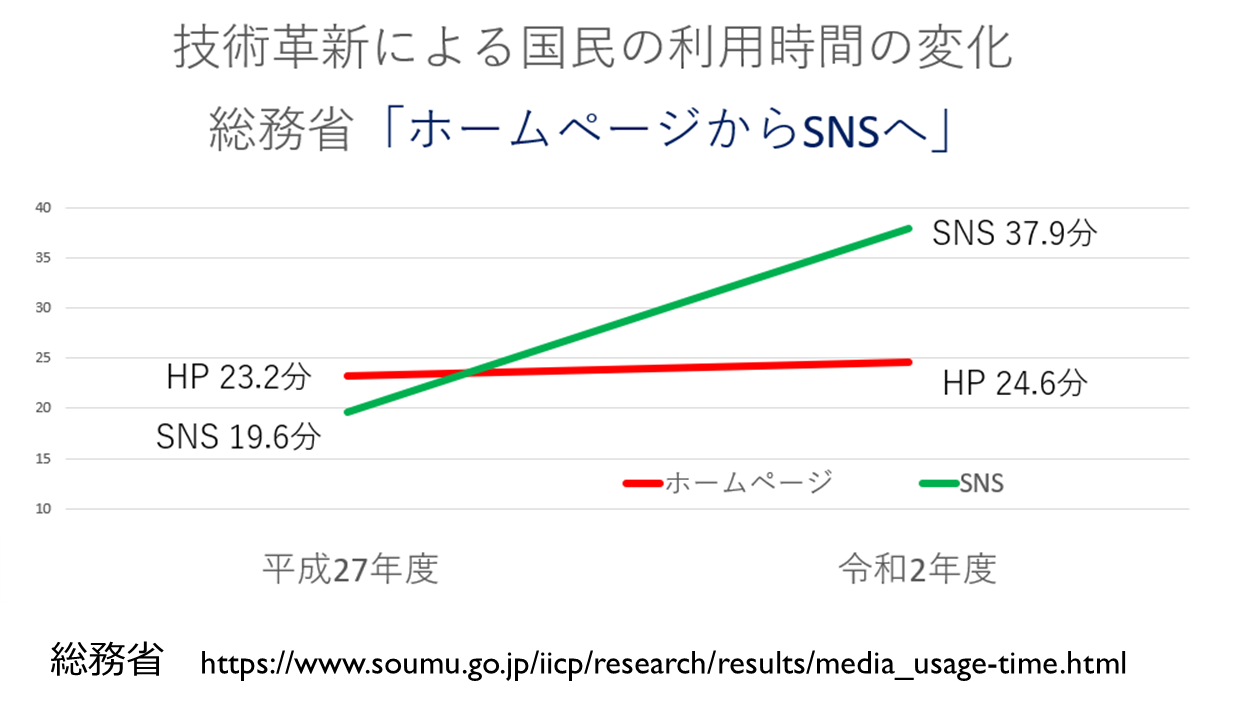 技術革新による国民の利用時間の変化
総務省「ホームページからSNSへ」
40
35
30
25
20
15
10
SNS 37.9分
HP 23.2分
HP 24.6分
SNS 19.6分
ホームページ SNS
平成27年度 令和2年度
総務省 https://www.soumu.go.jp/iicp/research/results/media_usage-time.html